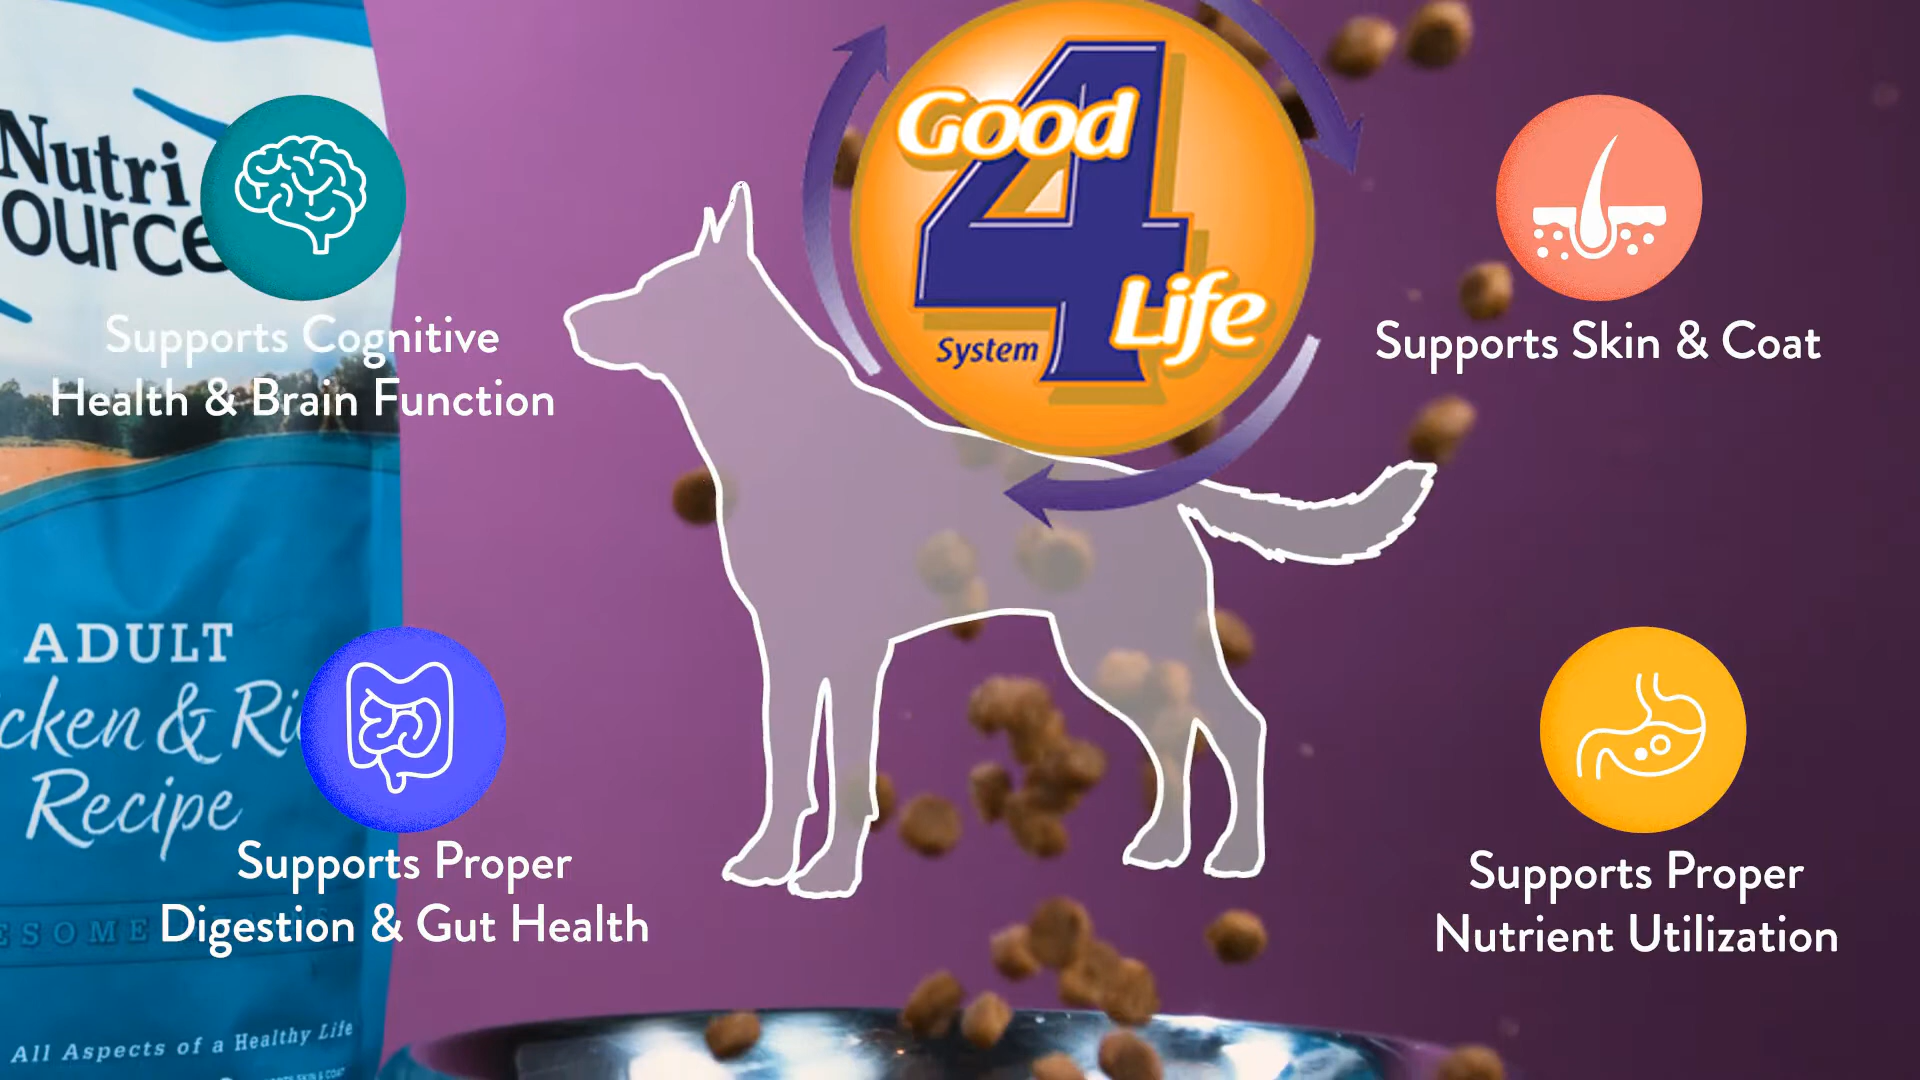 Good
4
Life
System
Nutri
ource
Supports Cognitive
Health & Brain Function
Supports Skin & Coat
ADULT
cken & Ri
Recipe
Supports Proper
Digestion & Gut Health
Supports Proper
Nutrient Utilization
ESOME
All Aspects of a Healthy Life